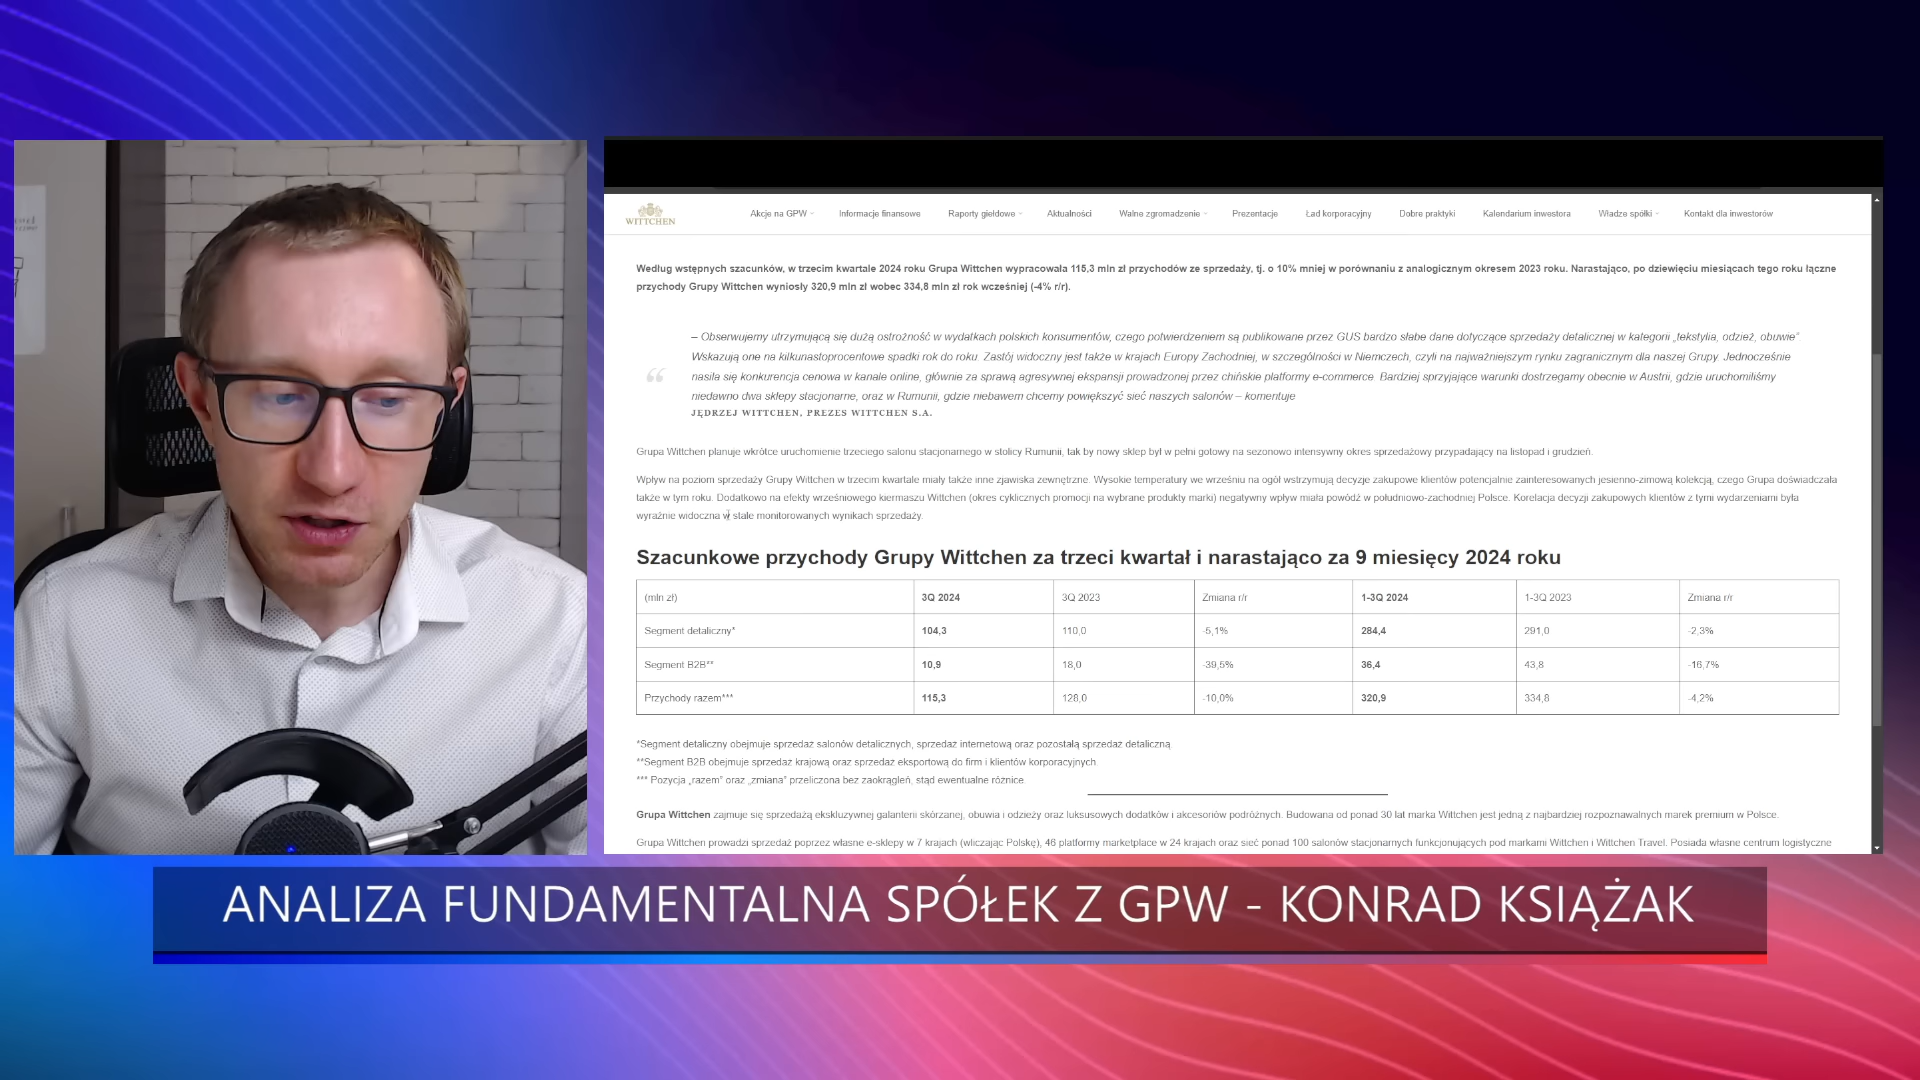 WITTCHEN
Akcje na GPW
Informacje finansowe
Raporty giełdowe
Aktualności
Walne zgromadzenie
Prezentacje
Ład korporacyjny
Dobre praktyki
Kalendarium inwestora
Władze spółki
Kontakt dla inwestorów
Według wstępnych szacunków, w trzecim kwartale 2024 roku Grupa Wittchen wypracowała 115,3 mln zł przychodów ze sprzedaży, tj. o 10% mniej w porównaniu z analogicznym okresem 2023 roku. Narastająco, po dziewięciu miesiącach tego roku łączne
przychody Grupy Wittchen wyniosły 320,9 mln zł wobec 334,8 mln zł rok wcześniej (-4% r/r).
– Obserwujemy utrzymującą się dużą ostrożność w wydatkach polskich konsumentów, czego potwierdzeniem są publikowane przez GUS bardzo słabe dane dotyczące sprzedaży detalicznej w kategorii „tekstylia, odzież, obuwie”
Wskazują one na kilkunastoprocentowe spadki rok do roku. Zastój widoczny jest także w krajach Europy Zachodniej, w szczególności w Niemczech, czyli na najważniejszym rynku zagranicznym dla naszej Grupy. Jednocześnie
nasila się konkurencja cenowa w kanale online, głównie za sprawą agresywnej ekspansji prowadzonej przez chińskie platformy e-commerce. Bardziej sprzyjające warunki dostrzegamy obecnie w Austrii, gdzie uruchomiliśmy
niedawno dwa sklepy stacjonarne, oraz w Rumunii, gdzie niebawem chcemy powiększyć sieć naszych salonów – komentuje
JĘDRZEJ WITTCHEN, PREZES WITTCHEN S.A.
Grupa Wittchen planuje wkrótce uruchomienie trzeciego salonu stacjonarnego w stolicy Rumunii, tak by nowy sklep był w pełni gotowy na sezonowo intensywny okres sprzedażowy przypadający na listopad i grudzień.
Wpływ na poziom sprzedaży Grupy Wittchen w trzecim kwartale miały także inne zjawiska zewnętrzne. Wysokie temperatury we wrześniu na ogół wstrzymują decyzje zakupowe klientów potencjalnie zainteresowanych jesienno-zimową kolekcją, czego Grupa doświadczała
także w tym roku. Dodatkowo na efekty wrześniowego kiermaszu Wittchen (okres cyklicznych promocji na wybrane produkty marki) negatywny wpływ miała powódź w południowo-zachodniej Polsce. Korelacja decyzji zakupowych klientów z tymi wydarzeniami była
wyraźnie widoczna w stale monitorowanych wynikach sprzedaży.
Szacunkowe przychody Grupy Wittchen za trzeci kwartał i narastająco za 9 miesięcy 2024 roku
(mln zł) 3Q 2024 3Q 2023 Zmiana r/r 1-3Q 2024 1-3Q 2023 Zmiana r/r
Segment detaliczny* 104,3 110,0 -5,1% 284,4 291,0 -2,3%
Segment B2B** 10,9 18,0 -39,5% 36,4 43,8 -16,7%
Przychody razem*** 115,3 128,0 -10,0% 320,9 334,8 -4,2%
*Segment detaliczny obejmuje sprzedaż salonów detalicznych, sprzedaż internetową oraz pozostałą sprzedaż detaliczną
**Segment B2B obejmuje sprzedaż krajową oraz sprzedaż eksportową do firm i klientów korporacyjnych.
*** Pozycja „razem” oraz „zmiana” przeliczona bez zaokrągleń, stąd ewentualne różnice.
Grupa Wittchen zajmuje się sprzedażą ekskluzywnej galanterii skórzanej, obuwia i odzieży oraz luksusowych dodatków i akcesoriów podróżnych. Budowana od ponad 30 lat marka Wittchen jest jedną z najbardziej rozpoznawalnych marek premium w Polsce.
Grupa Wittchen prowadzi sprzedaż poprzez własne e-sklepy w 7 krajach (wliczając Polskę), 46 platformy marketplace w 24 krajach oraz sieć ponad 100 salonów stacjonarnych funkcjonujących pod markami Wittchen i Wittchen Travel. Posiada własne centrum logistyczne
ANALIZA FUNDAMENTALNA SPÓŁEK Z GPW - KONRAD KSIĄŻAK